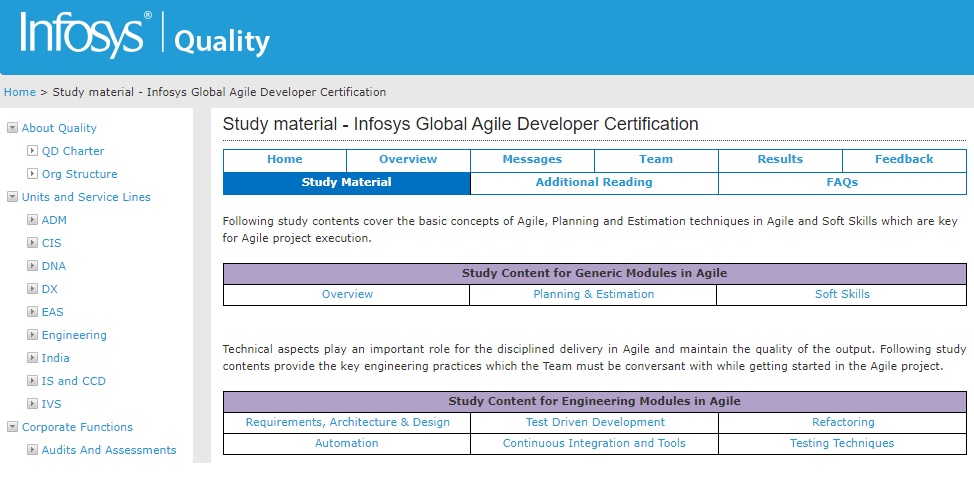 Infosys® | Quality
Home > Study material - Infosys Global Agile Developer Certification
About Quality
QD Charter
Org Structure
Units and Service Lines
ADM
CIS
DNA
DX
EAS
Engineering
India
IS and CCD
IVS
Corporate Functions
Audits And Assessments
Study material - Infosys Global Agile Developer Certification
Home Overview Messages Team Results Feedback
Study Material Additional Reading FAQs
Following study contents cover the basic concepts of Agile, Planning and Estimation techniques in Agile and Soft Skills which are key
for Agile project execution.
Study Content for Generic Modules in Agile
Overview Planning & Estimation Soft Skills
Technical aspects play an important role for the disciplined delivery in Agile and maintain the quality of the output. Following study
contents provide the key engineering practices which the Team must be conversant with while getting started in the Agile project.
Study Content for Engineering Modules in Agile
Requirements, Architecture & Design Test Driven Development Refactoring
Automation Continuous Integration and Tools Testing Techniques